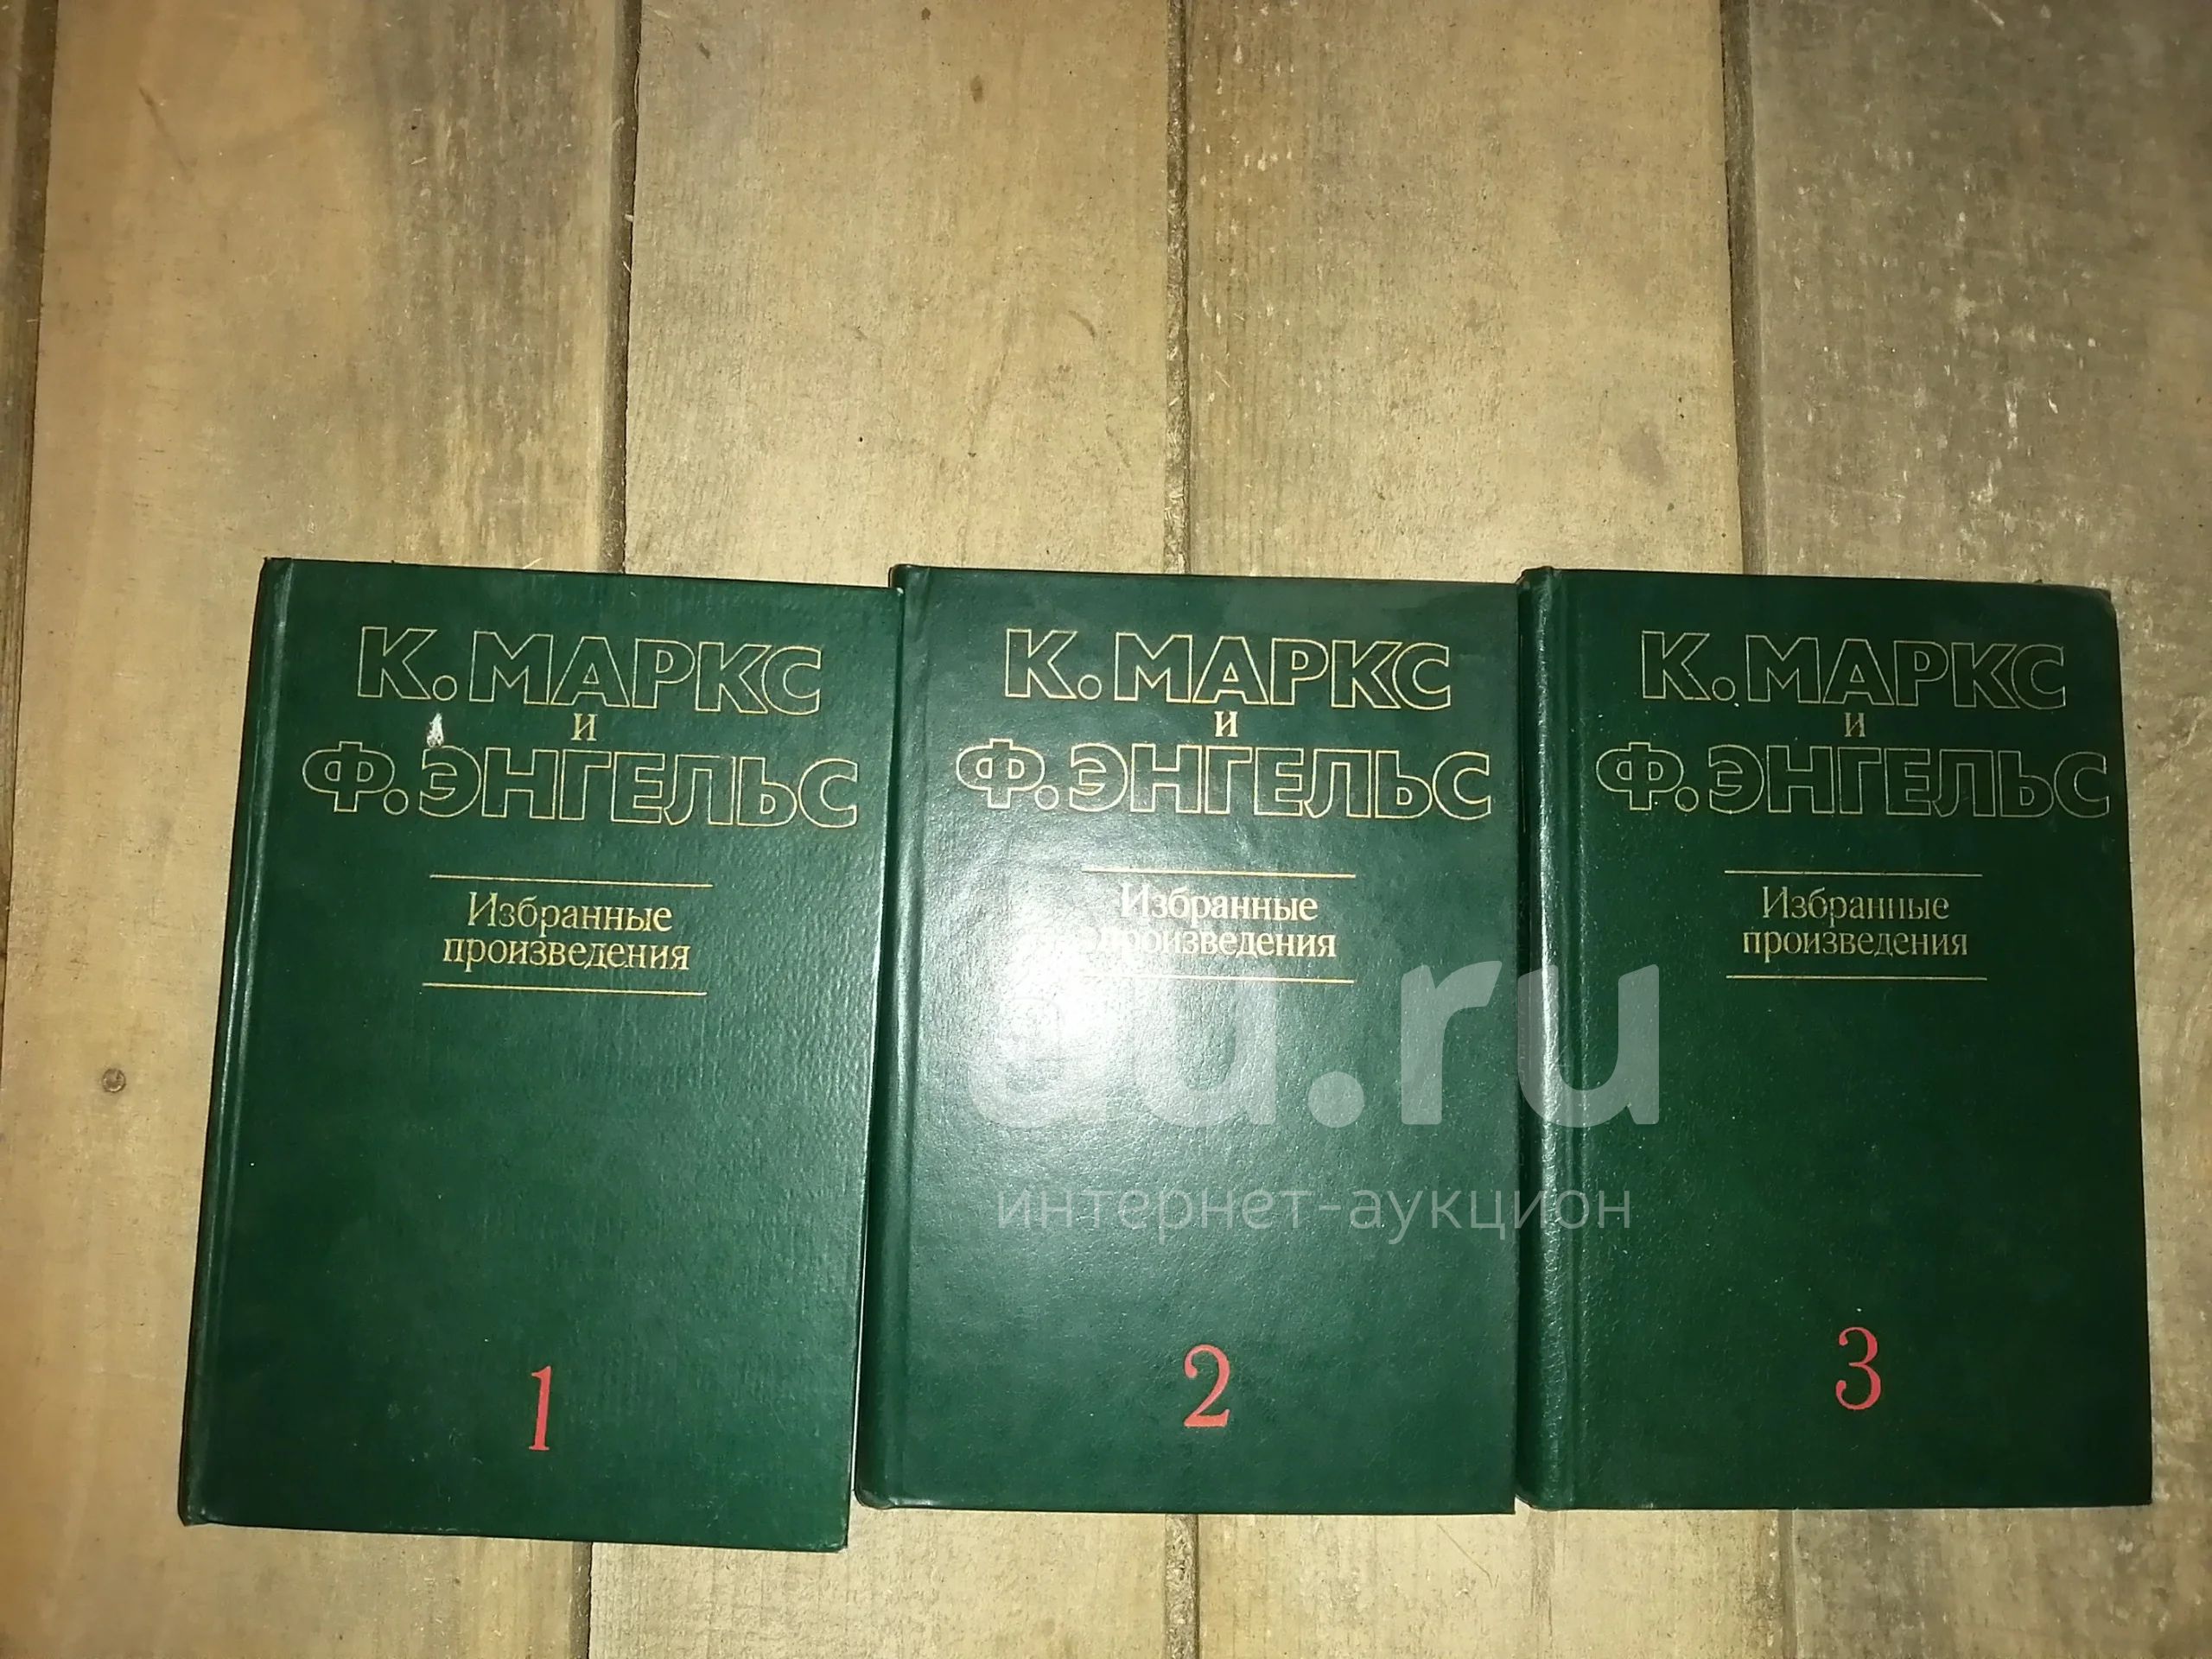 К. МАРКС
и
Ф. ЭНГЕЛЬС
Избранные
произведения
1
К. МАРКС
и
Ф. ЭНГЕЛЬС
Избранные
произведения
2
К. МАРКС
и
Ф. ЭНГЕЛЬС
Избранные
произведения
3
au.ru
интернет-аукцион